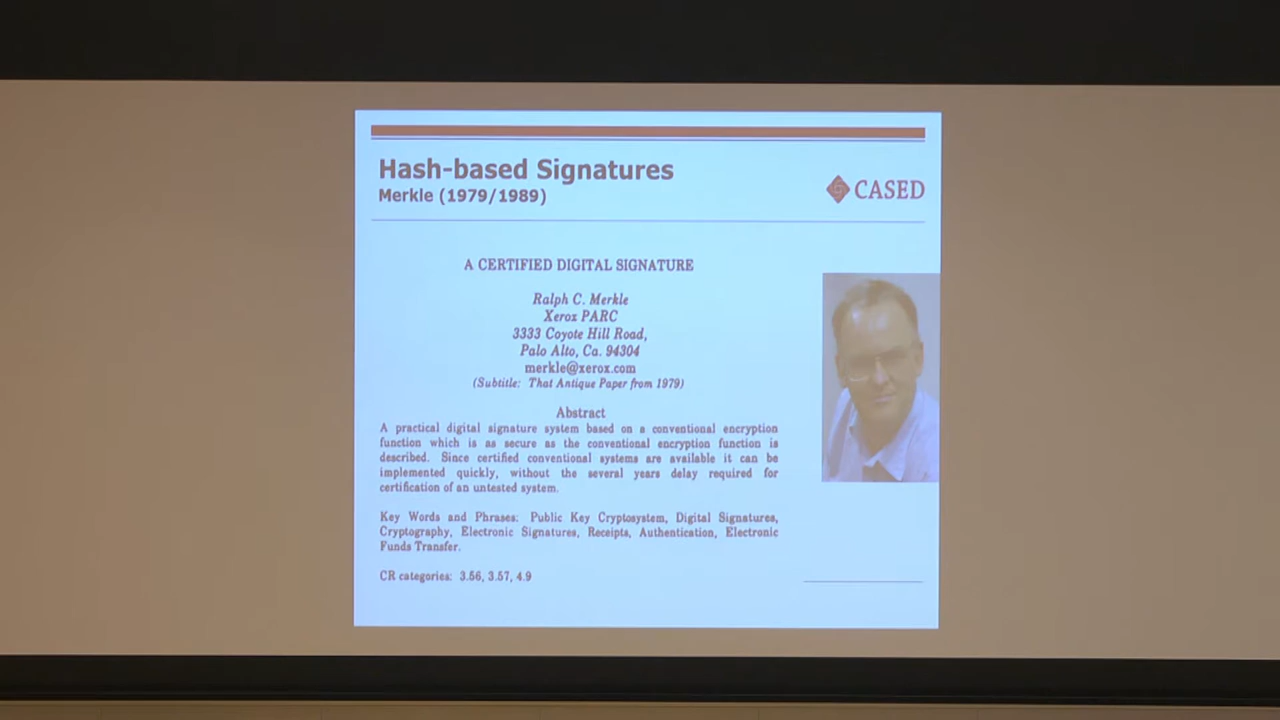 Hash-based Signatures
Merkle (1979/1989)
CASED
A CERTIFIED DIGITAL SIGNATURE
Ralph C. Merkle
Xerox PARC
3333 Coyote Hill Road,
Palo Alto, Ca. 94304
merkle@xerox.com
(Subtitle: That Antique Paper from 1979)
Abstract
A practical digital signature system based on a conventional encryption
function which is as secure as the conventional encryption function is
described. Since certified conventional systems are available it can be
implemented quickly, without the several years delay required for
certification of an untested system.
Key Words and Phrases: Public Key Cryptosystem, Digital Signatures,
Cryptography, Electronic Signatures, Receipts, Authentication, Electronic
Funds Transfer.
CR categories: 3.56, 3.57, 4.9